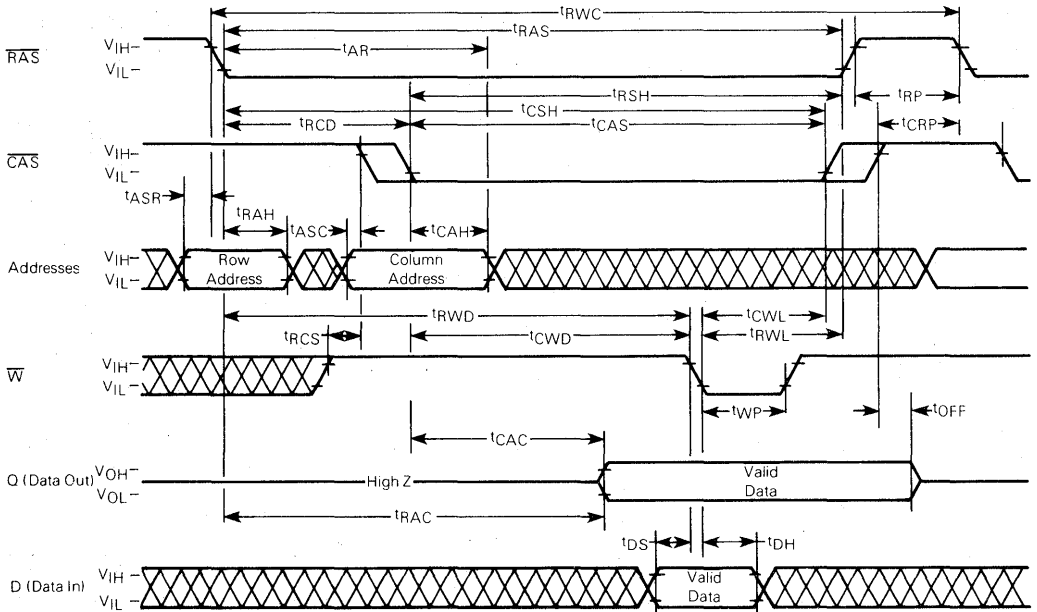 tRWC
tRAS
tAR
RAS
VIH
VIL
tRSH
tRP
tCSH
tRCD
tCAS
tCRP
CAS
VIH
VIL
tASR
tRAH
tASC
tCAH
Addresses
VIH
VIL
Row
Address
Column
Address
tRWD
tCWL
tRCS
tCWD
tRWL
W
VIH
VIL
tWP
tOFF
tCAC
Q (Data Out)
VOH
VOL
High Z
Valid
Data
tRAC
tDS
tDH
D (Data In)
VIH
VIL
Valid
Data